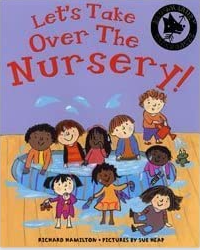 Let's Take
Over The
Nursery!
RICHARD HAMILTON • PICTURES BY SUE HEAP